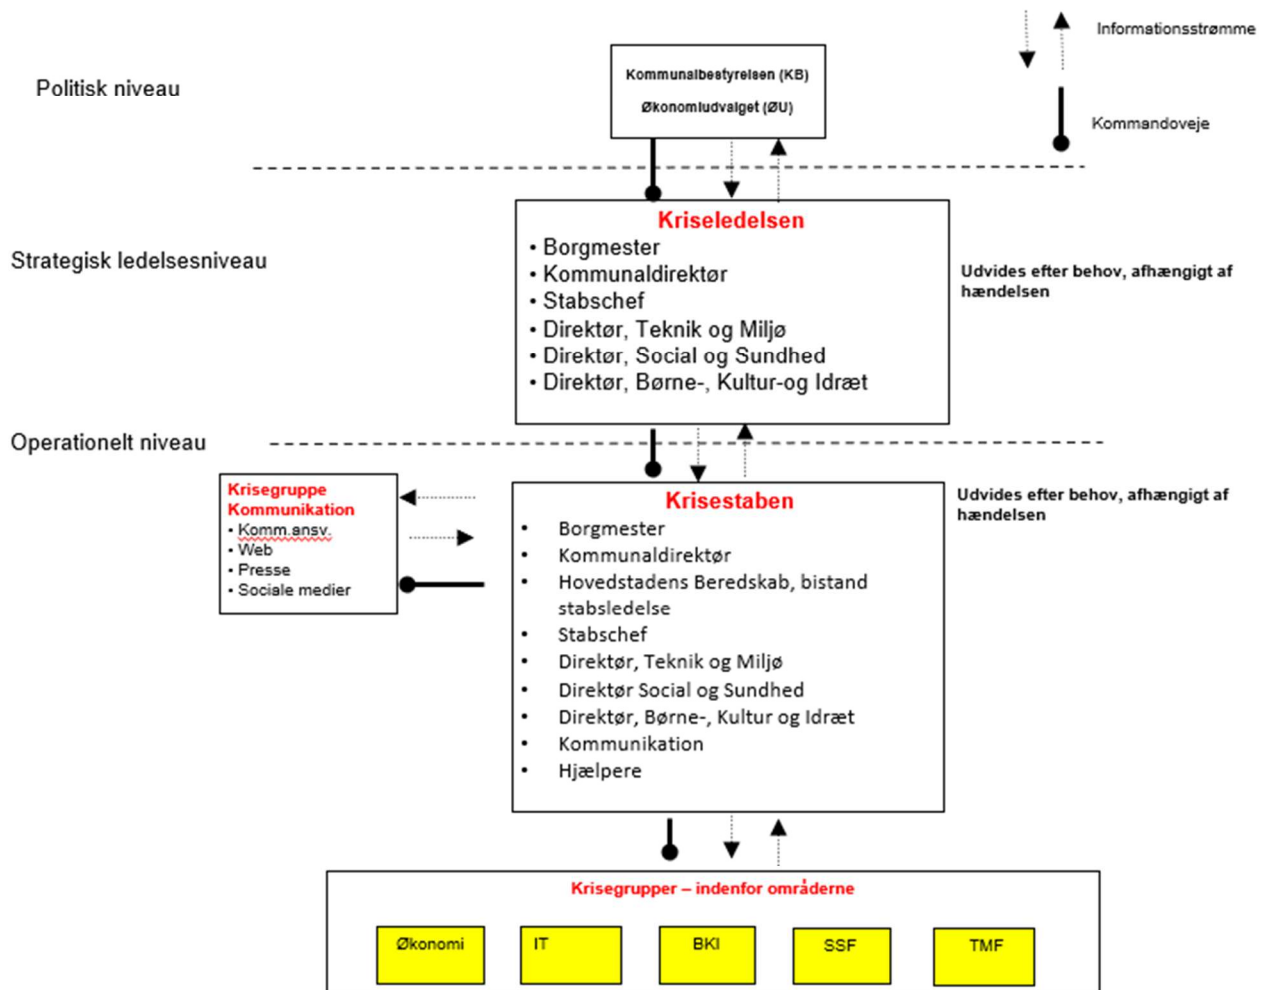 Informationsstrømme
Kommandoveje
Politisk niveau
Kommunalbestyrelsen (KB)
Økonomiudvalget (ØU)
Strategisk ledelsesniveau
Kriseledelsen
• Borgmester
• Kommunaldirektør
• Stabschef
• Direktør, Teknik og Miljø
• Direktør, Social og Sundhed
• Direktør, Børne-, Kultur-og Idræt
Udvides efter behov, afhængigt af
hændelsen
Operationelt niveau
Krisegruppe
Kommunikation
• Komm.ansv.
• Web
• Presse
• Sociale medier
Krisestaben
• Borgmester
• Kommunaldirektør
• Hovedstadens Beredskab, bistand
stabsledelse
• Stabschef
• Direktør, Teknik og Miljø
• Direktør Social og Sundhed
• Direktør, Børne-, Kultur og Idræt
• Kommunikation
• Hjælpere
Udvides efter behov, afhængigt af
hændelsen
Krisegrupper – indenfor områderne
Økonomi
IT
BKI
SSF
TMF